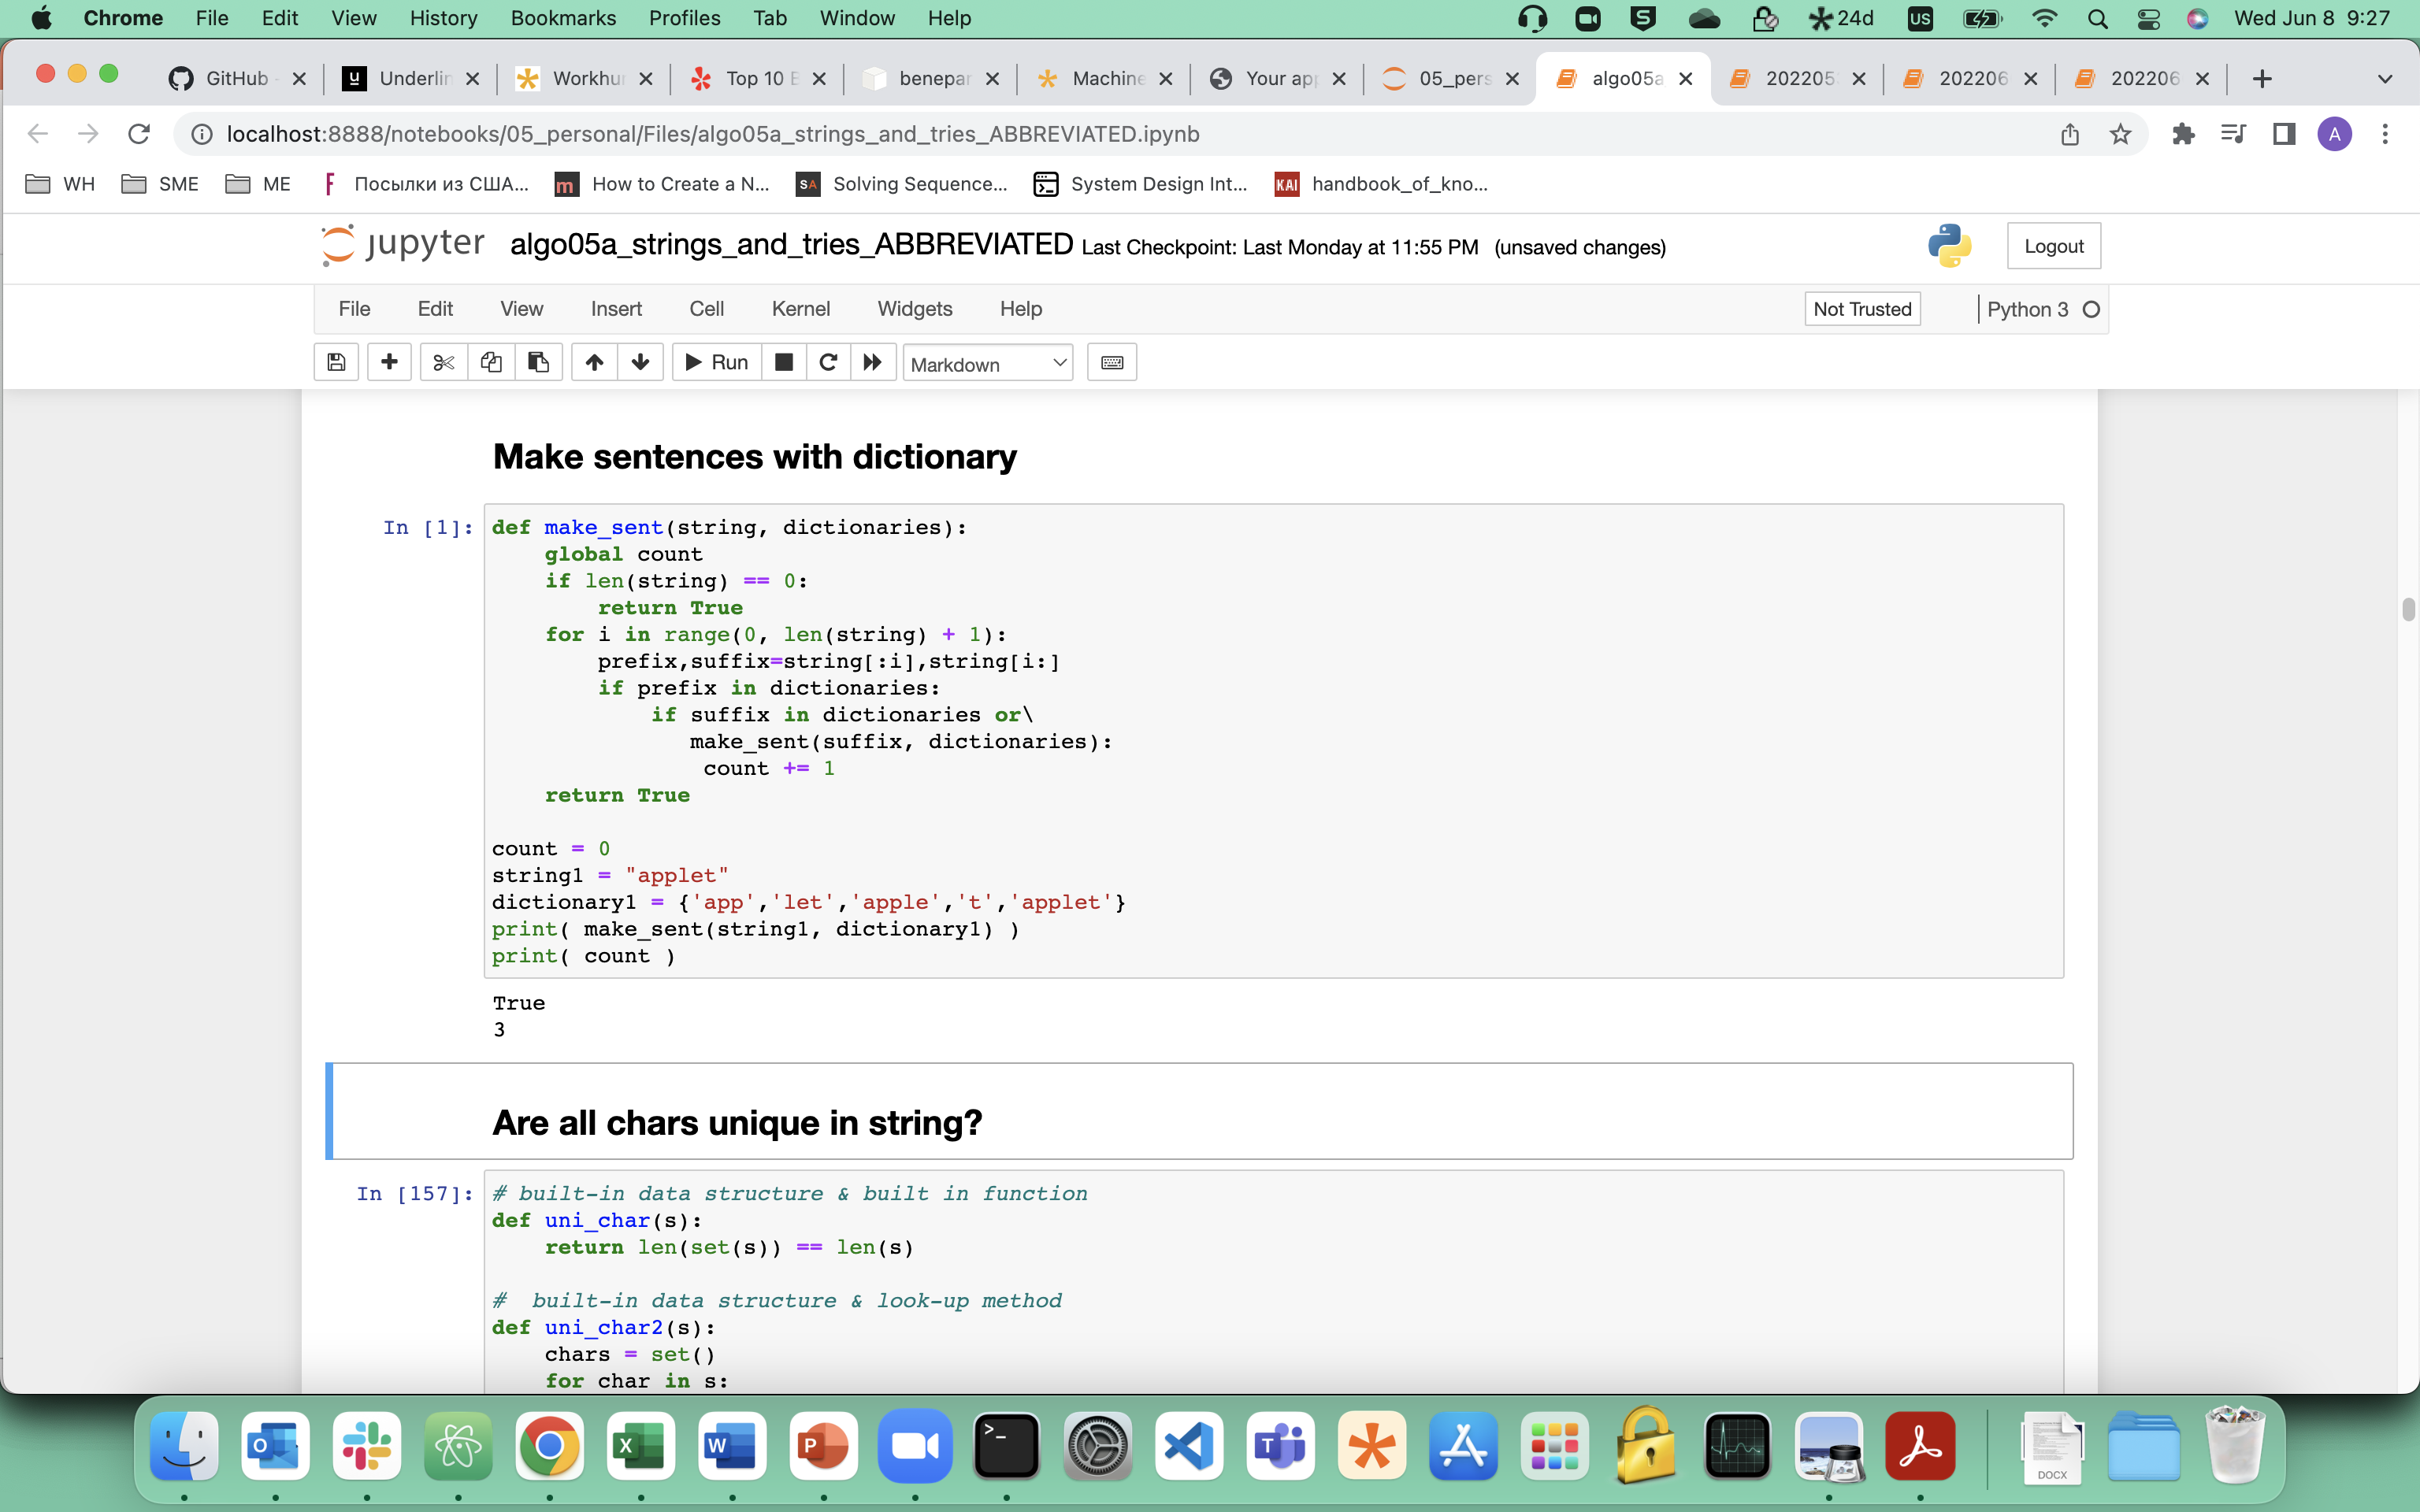 Chrome File Edit View History Bookmarks Profiles Tab Window Help 24d US Wed Jun 8 9:27
GitHub - Underlin Workhu Top 10 E benepar Machine Your ap 05_pers algo05a 202205 202206 202206
localhost:8888/notebooks/05_personal/Files/algo05a_strings_and_tries_ABBREVIATED.ipynb A
WH SME ME Посылки из США... How to Create a N... Solving Sequence... System Design Int... handbook_of_kno...
jupyter algo05a_strings_and_tries_ABBREVIATED Last Checkpoint: Last Monday at 11:55 PM (unsaved changes) Logout
File Edit View Insert Cell Kernel Widgets Help Not Trusted Python 3
Run Markdown
Make sentences with dictionary
In [1]: def make_sent(string, dictionaries):
    global count
    if len(string) == 0:
        return True
    for i in range(0, len(string) + 1):
        prefix,suffix=string[:i],string[i:]
        if prefix in dictionaries:
            if suffix in dictionaries or\
               make_sent(suffix, dictionaries):
                count += 1
    return True
count = 0
string1 = "applet"
dictionary1 = {'app','let','apple','t','applet'}
print( make_sent(string1, dictionary1) )
print( count )
True
3
Are all chars unique in string?
In [157]: # built-in data structure & built in function
def uni_char(s):
    return len(set(s)) == len(s)
#  built-in data structure & look-up method
def uni_char2(s):
    chars = set()
    for char in s:
DOCX